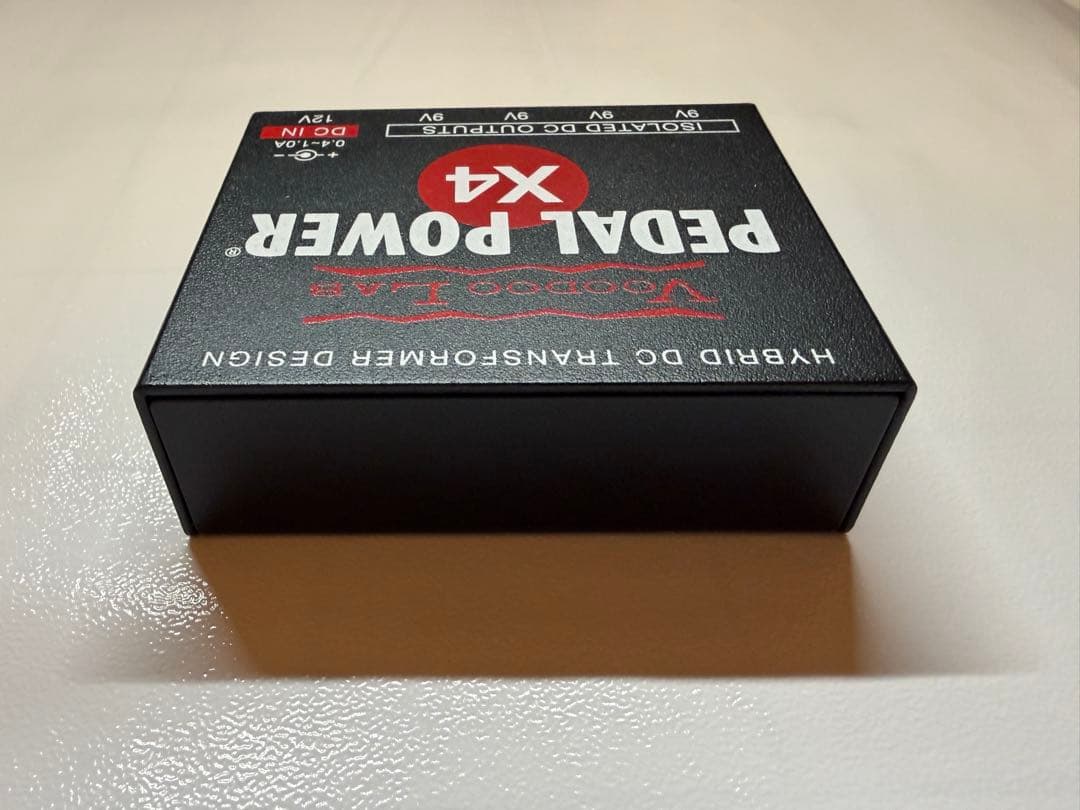 HYBRID DC TRANSFORMER DESIGN
VOODOO LAB
PEDAL POWER®
X4
0.4~1.0A
ISOLATED DC OUTPUTS DC IN
9V 9V 9V 9V 12V